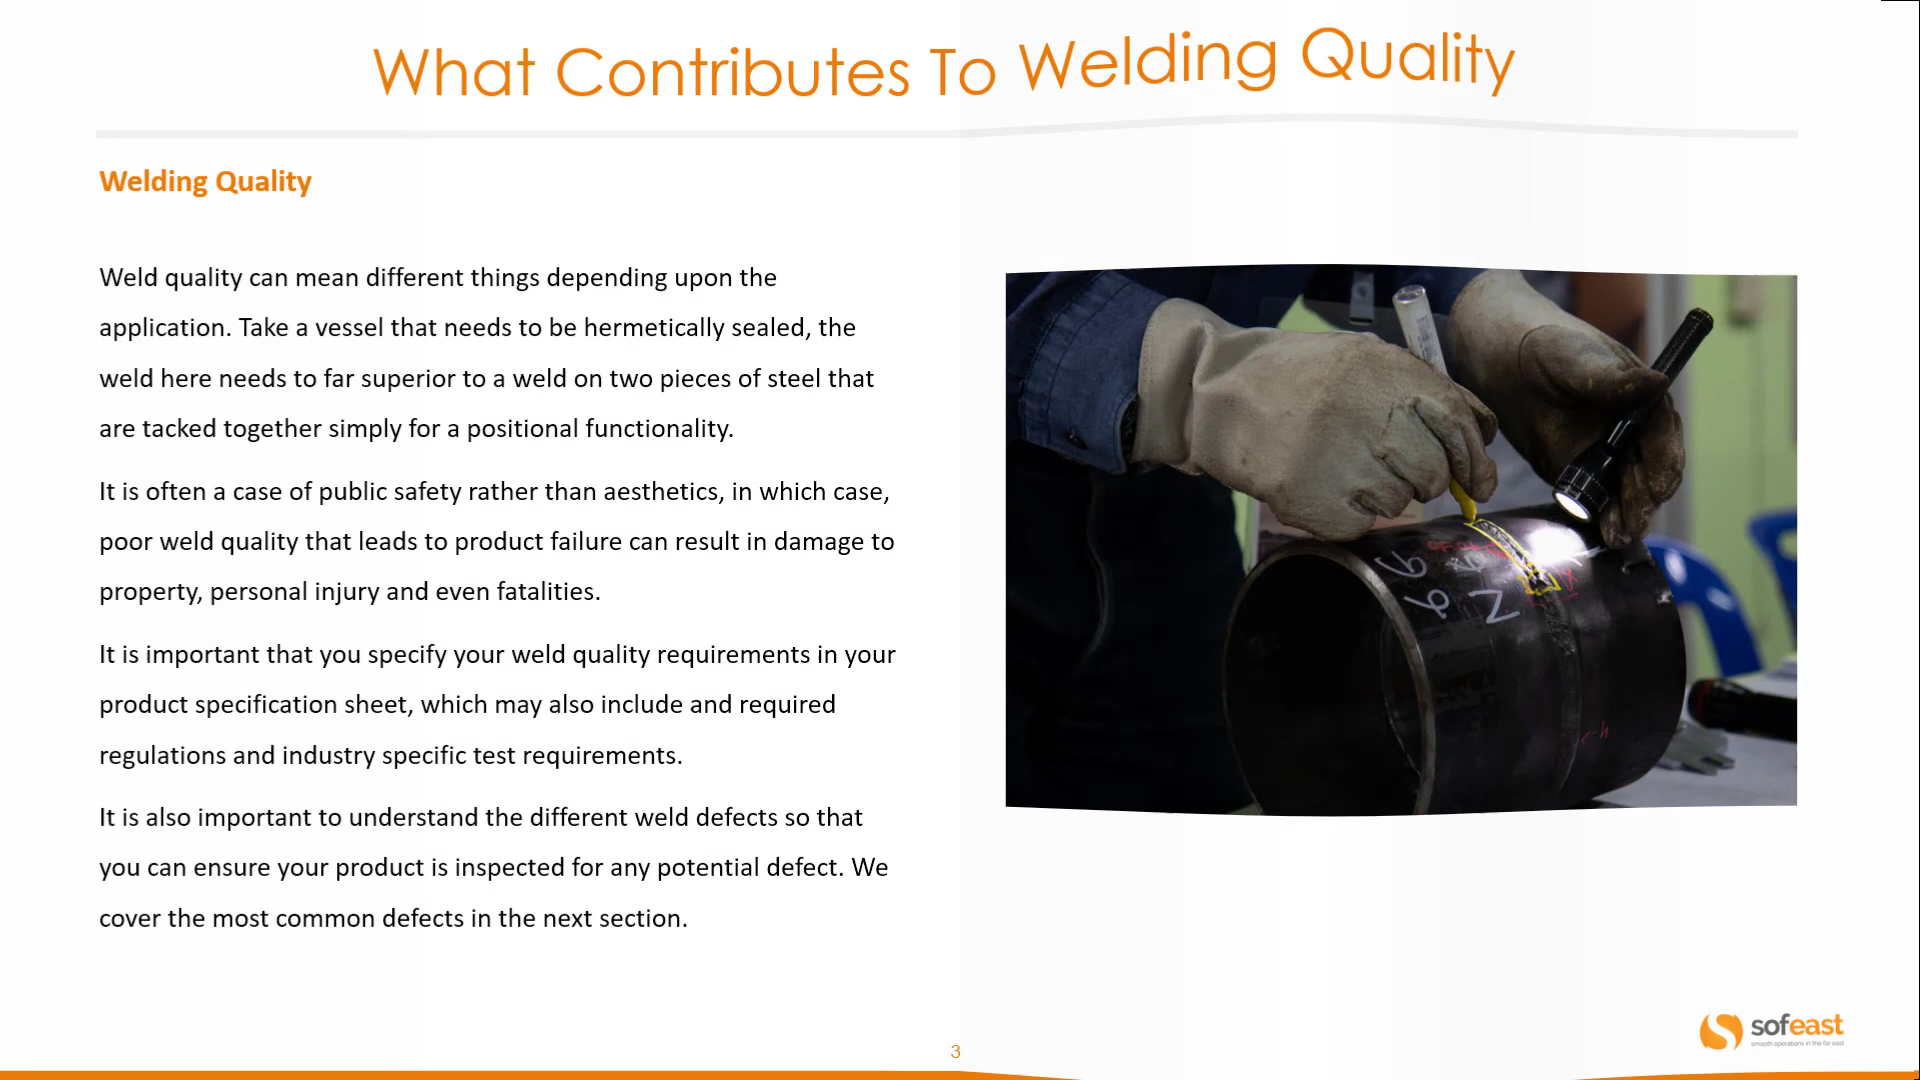 What Contributes To Welding Quality
Welding Quality
Weld quality can mean different things depending upon the
application. Take a vessel that needs to be hermetically sealed, the
weld here needs to far superior to a weld on two pieces of steel that
are tacked together simply for a positional functionality.
It is often a case of public safety rather than aesthetics, in which case,
poor weld quality that leads to product failure can result in damage to
property, personal injury and even fatalities.
It is important that you specify your weld quality requirements in your
product specification sheet, which may also include and required
regulations and industry specific test requirements.
It is also important to understand the different weld defects so that
you can ensure your product is inspected for any potential defect. We
cover the most common defects in the next section.
3
sofeast
smooth operations in the far east